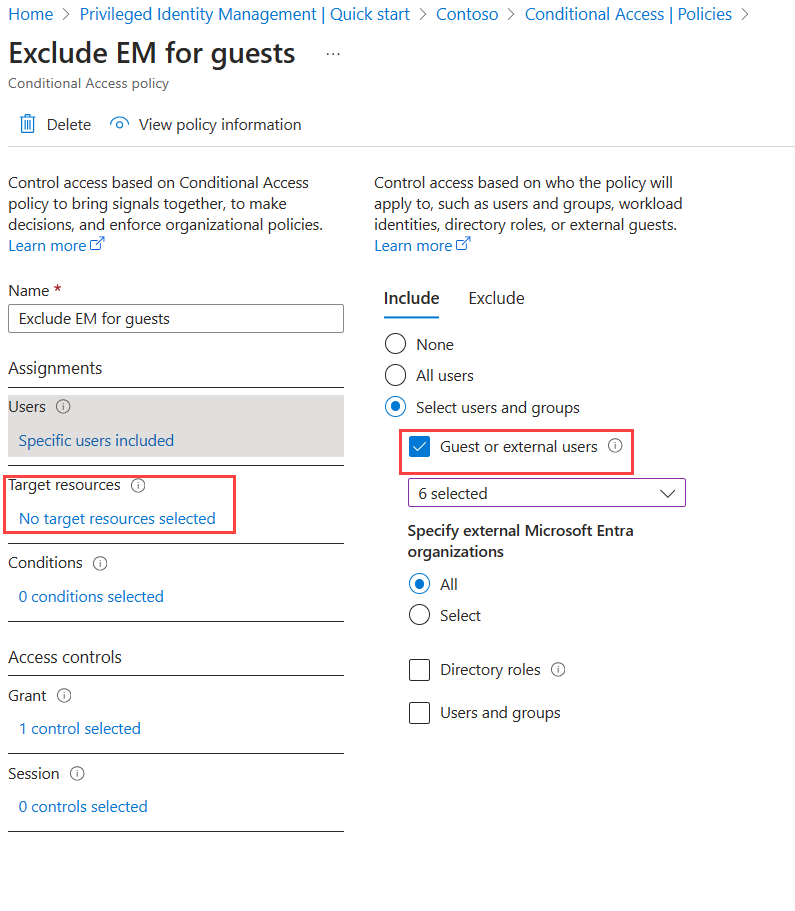 Home > Privileged Identity Management | Quick start > Contoso > Conditional Access | Policies >
Exclude EM for guests ...
Conditional Access policy
Delete View policy information
Control access based on Conditional Access
policy to bring signals together, to make
decisions, and enforce organizational policies.
Learn more
Name *
Exclude EM for guests
Assignments
Users
Specific users included
Target resources
No target resources selected
Conditions
0 conditions selected
Access controls
Grant
1 control selected
Session
0 controls selected
Control access based on who the policy will
apply to, such as users and groups, workload
identities, directory roles, or external guests.
Learn more
Include Exclude
None
All users
Select users and groups
Guest or external users
6 selected
Specify external Microsoft Entra
organizations
All
Select
Directory roles
Users and groups